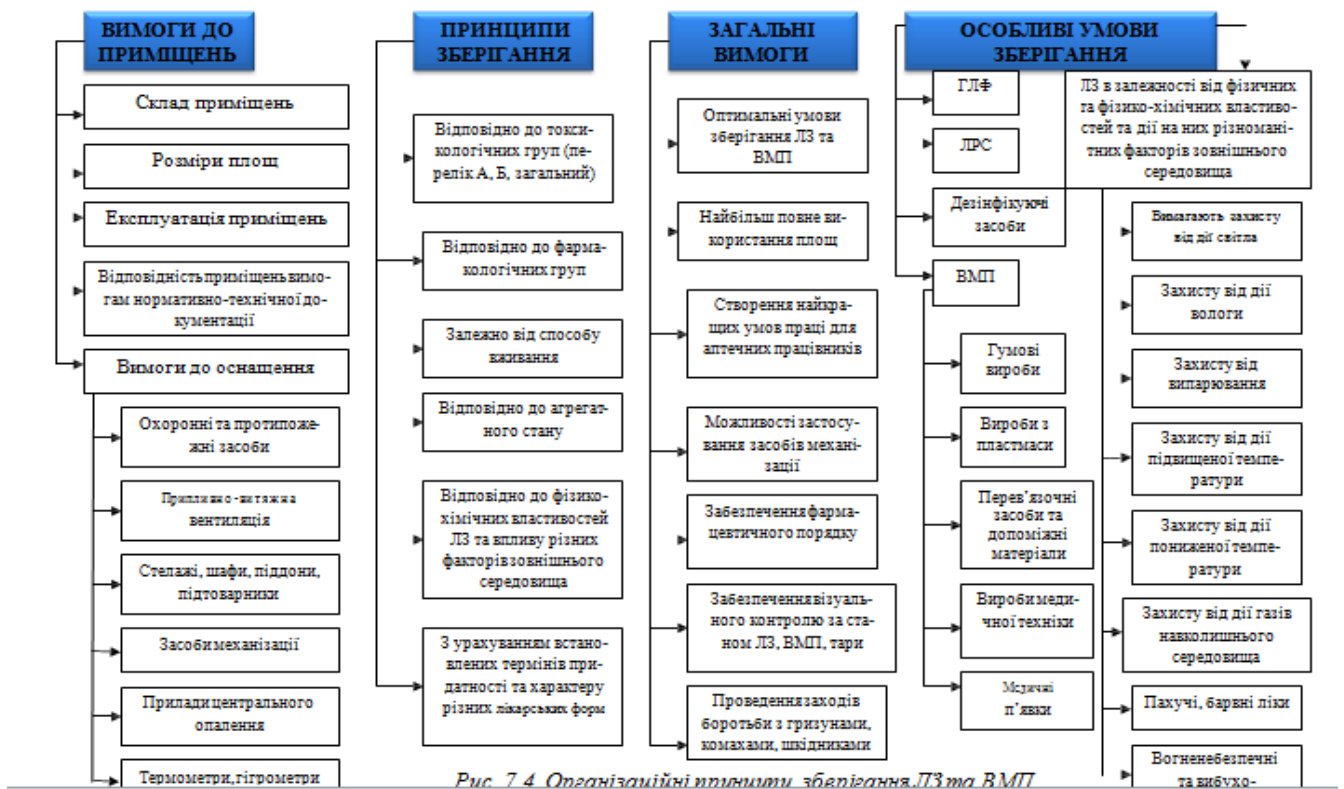 ВИМОГИ ДО
ПРИМІЩЕНЬ
Склад приміщень
Розміри площ
Експлуатація приміщень
Відповідність приміщень вимо-
гам нормативно-технічної до-
кументації
Вимоги до оснащення
Охоронні та протипоже-
жні засоби
Припливно-витяжна
вентиляція
Стелажі, шафи, піддони,
підтоварники
Засоби механізації
Прилади центрального
опалення
Термометри, гігрометри
ПРИНЦИПИ
ЗБЕРІГАННЯ
Відповідно до токси-
кологічних груп (пе-
релік А, Б, загальний)
Відповідно до фарма-
кологічних груп
Залежно від способу
вживання
Відповідно до агрегат-
ного стану
Відповідно до фізико-
хімічних властивостей
ЛЗ та впливу різних
факторів зовнішнього
середовища
З урахуванням встано-
влених термінів при-
датності та характеру
різних лікарських форм
ЗАГАЛЬНІ
ВИМОГИ
Оптимальні умови
зберігання ЛЗ та
ВМП
Найбільш повне ви-
користання площ
Створення найкра-
щих умов праці для
аптечних працівників
Можливості застосу-
вання засобів механі-
зації
Забезпечення фарма-
цевтичного порядку
Забезпечення візуаль-
ного контролю за ста-
ном ЛЗ, ВМП, тари
Проведення заходів
боротьби з гризунами,
комахами, шкідниками
ОСОБЛИВІ УМОВИ
ЗБЕРІГАННЯ
ГЛФ
ЛРС
Дезінфікуючі
засоби
ВМП
Гумові
вироби
Вироби з
пластмаси
Перев’язочні
засоби та
допоміжні
матеріали
Вироби меди-
чної техніки
Медичні
п’явки
ЛЗ в залежності від фізичних
та фізико-хімічних властиво-
стей та дії на них різномані-
тних факторів зовнішнього
середовища
Вимагають захисту
від дії світла
Захисту від дії
вологи
Захисту від
випарювання
Захисту від дії
підвищеної темпе-
ратури
Захисту від дії
пониженої темпе-
ратури
Захисту від дії газів
навколишнього
середовища
Пахучі, барвні ліки
Вогненебезпечні
та вибухо-
Рис. 7.4. Організаційні принципи зберігання ЛЗ та ВМП